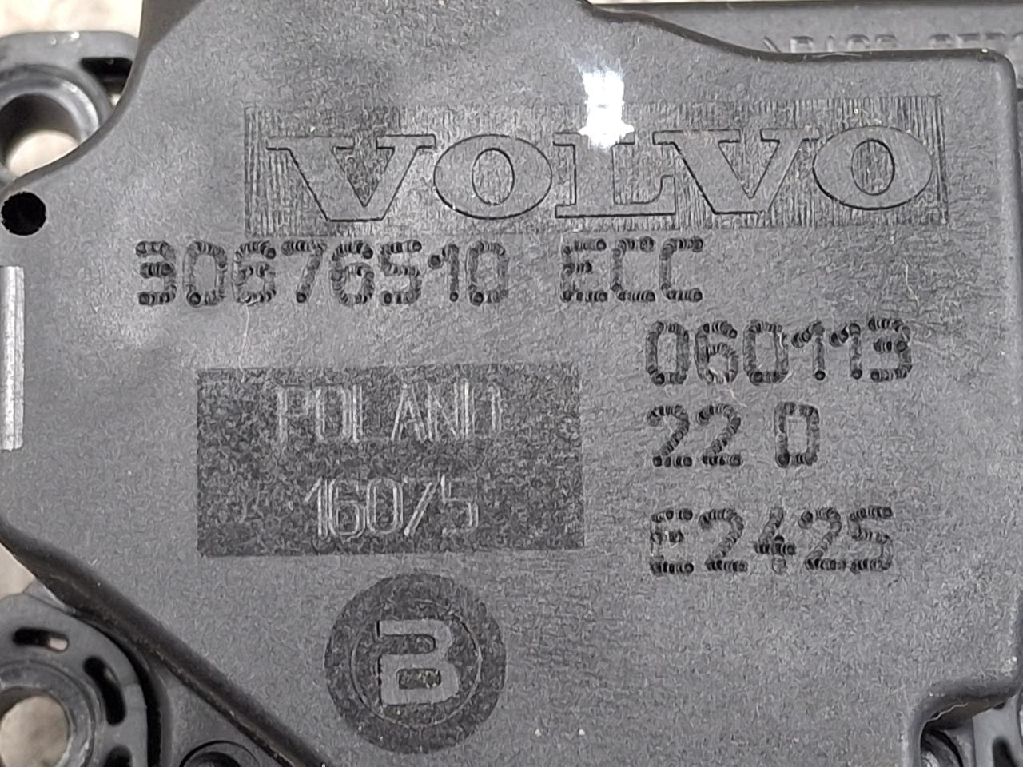 VOLVO
30676510 ECC
060113
22 0
E2425
POLAND
16075
B